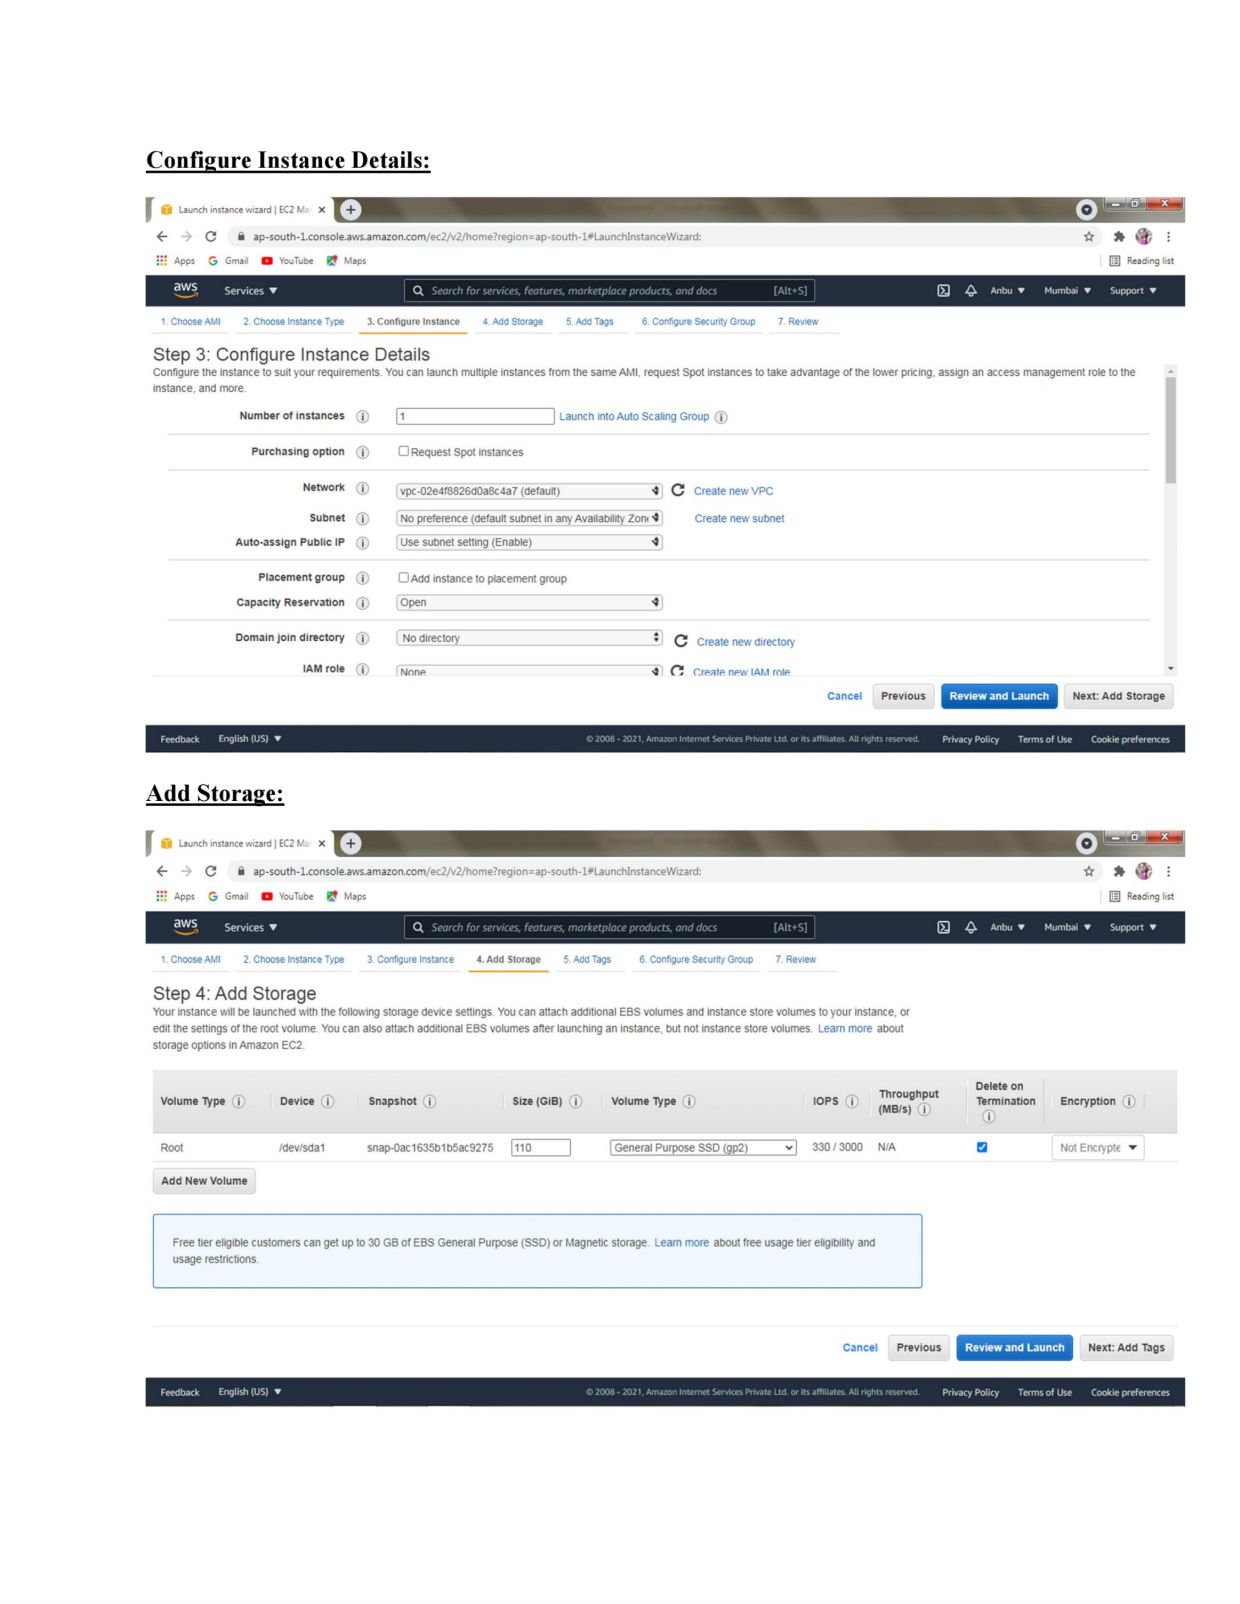 Configure Instance Details:
Launch instance wizard | EC2 Ma
ap-south-1.console.aws.amazon.com/ec2/v2/home?region=ap-south-1#LaunchInstanceWizard:
Apps Gmail YouTube Maps Reading list
aws Services Search for services, features, marketplace products, and docs [Alt+S] Anbu Mumbai Support
1. Choose AMI 2. Choose Instance Type 3. Configure Instance 4. Add Storage 5. Add Tags 6. Configure Security Group 7. Review
Step 3: Configure Instance Details
Configure the instance to suit your requirements. You can launch multiple instances from the same AMI, request Spot instances to take advantage of the lower pricing, assign an access management role to the
instance, and more.
Number of instances 1 Launch into Auto Scaling Group
Purchasing option Request Spot instances
Network vpc-02e4f8826d0a8c4a7 (default) Create new VPC
Subnet No preference (default subnet in any Availability Zon Create new subnet
Auto-assign Public IP Use subnet setting (Enable)
Placement group Add instance to placement group
Capacity Reservation Open
Domain join directory No directory Create new directory
IAM role None Create new IAM role
Cancel Previous Review and Launch Next: Add Storage
Feedback English (US) © 2008 - 2021, Amazon Internet Services Private Ltd. or its affiliates. All rights reserved. Privacy Policy Terms of Use Cookie preferences
Add Storage:
Launch instance wizard | EC2 Ma
ap-south-1.console.aws.amazon.com/ec2/v2/home?region=ap-south-1#LaunchInstanceWizard:
Apps Gmail YouTube Maps Reading list
aws Services Search for services, features, marketplace products, and docs [Alt+S] Anbu Mumbai Support
1. Choose AMI 2. Choose Instance Type 3. Configure Instance 4. Add Storage 5. Add Tags 6. Configure Security Group 7. Review
Step 4: Add Storage
Your instance will be launched with the following storage device settings. You can attach additional EBS volumes and instance store volumes to your instance, or
edit the settings of the root volume. You can also attach additional EBS volumes after launching an instance, but not instance store volumes. Learn more about
storage options in Amazon EC2.
Volume Type Device Snapshot Size (GiB) Volume Type IOPS Throughput (MB/s) Delete on Termination Encryption
Root /dev/sda1 snap-0ac1635b1b5ac9275 110 General Purpose SSD (gp2) 330 / 3000 N/A Not Encrypte
Add New Volume
Free tier eligible customers can get up to 30 GB of EBS General Purpose (SSD) or Magnetic storage. Learn more about free usage tier eligibility and
usage restrictions.
Cancel Previous Review and Launch Next: Add Tags
Feedback English (US) © 2008 - 2021, Amazon Internet Services Private Ltd. or its affiliates. All rights reserved. Privacy Policy Terms of Use Cookie preferences